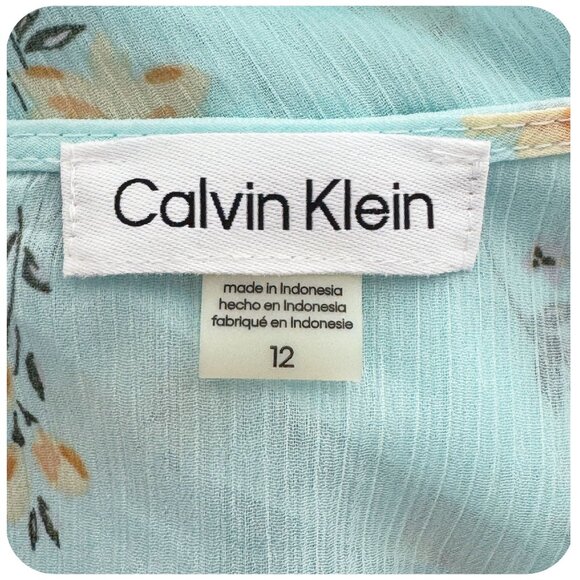 Calvin Klein
made in Indonesia
hecho en Indonesia
fabriqué en Indonesie
12